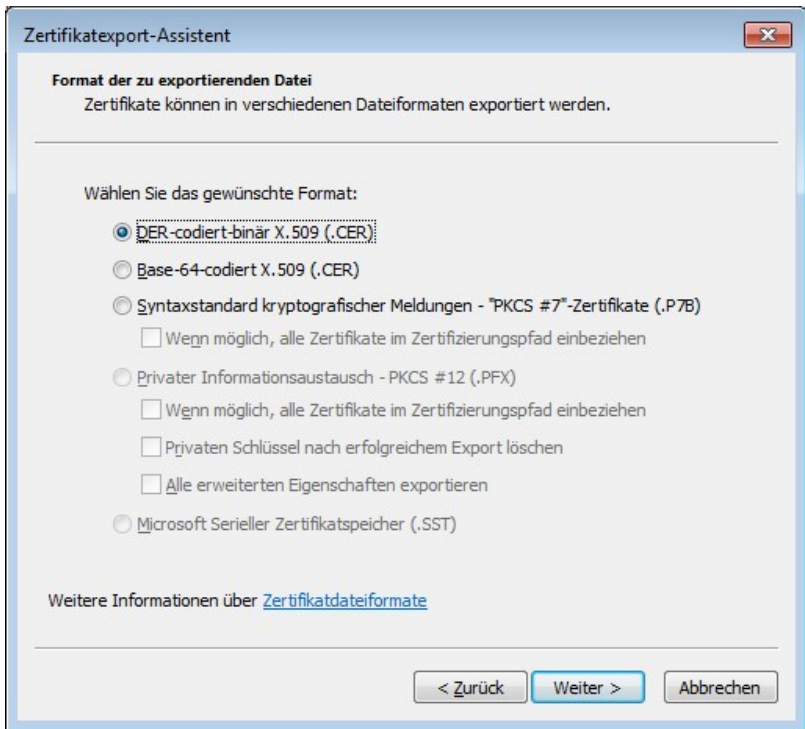 Zertifikatexport-Assistent
Format der zu exportierenden Datei
Zertifikate können in verschiedenen Dateiformaten exportiert werden.
Wählen Sie das gewünschte Format:
DER-codiert-binär X.509 (.CER)
Base-64-codiert X.509 (.CER)
Syntaxstandard kryptografischer Meldungen - "PKCS #7"-Zertifikate (.P7B)
Wenn möglich, alle Zertifikate im Zertifizierungspfad einbeziehen
Privater Informationsaustausch - PKCS #12 (.PFX)
Wenn möglich, alle Zertifikate im Zertifizierungspfad einbeziehen
Privaten Schlüssel nach erfolgreichem Export löschen
Alle erweiterten Eigenschaften exportieren
Microsoft Serieller Zertifikatspeicher (.SST)
Weitere Informationen über Zertifikatdateiformate
< Zurück Weiter > Abbrechen